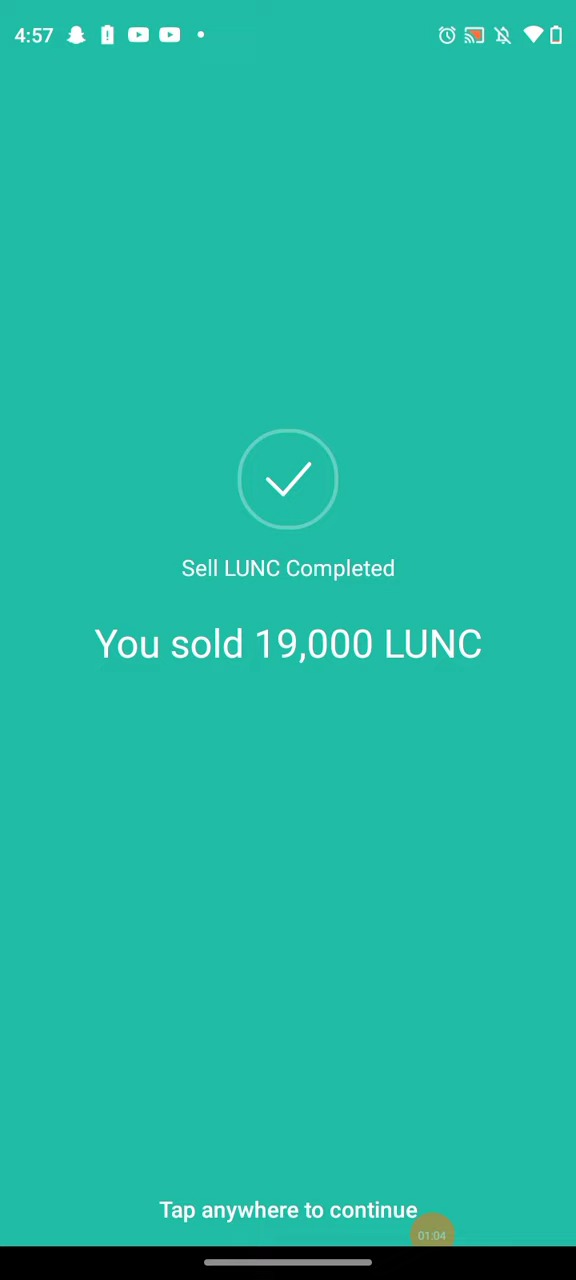 4:57
Sell LUNC Completed
You sold 19,000 LUNC
Tap anywhere to continue
01:04